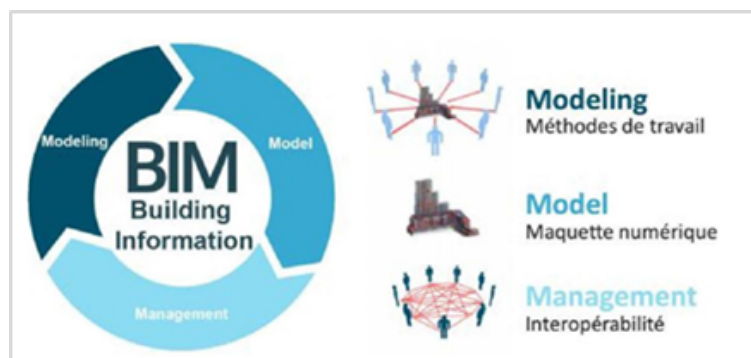 Modeling
Model
BIM
Building
Information
Management
Modeling
Méthodes de travail
Model
Maquette numérique
Management
Interopérabilité